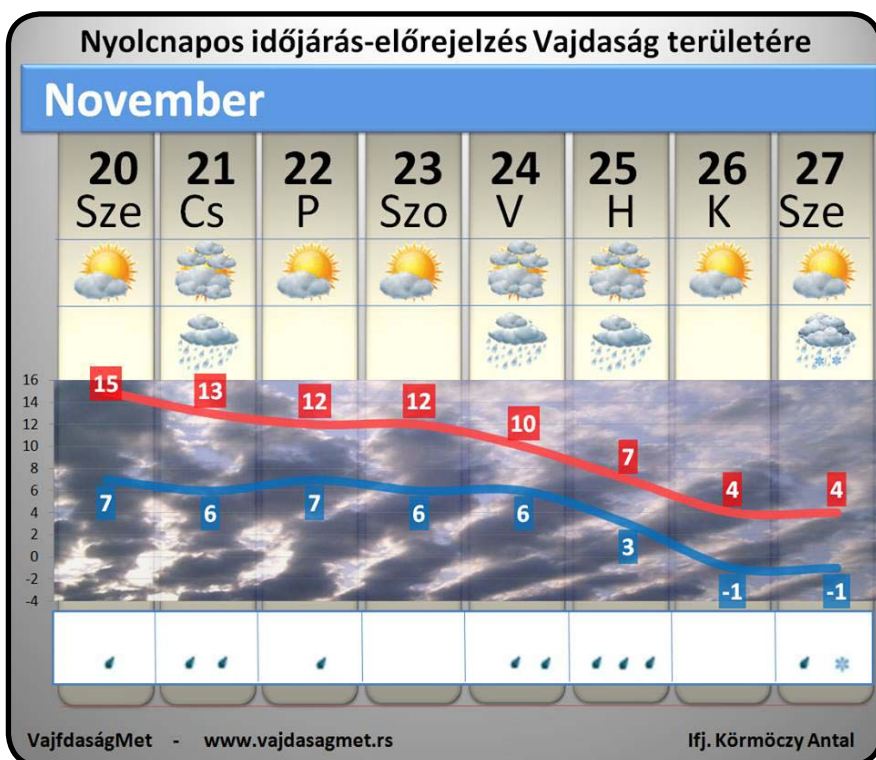 Nyolcnapos időjárás-előrejelzés Vajdaság területére
November
20 21 22 23 24 25 26 27
Sze Cs P Szo V H K Sze
16
14
12
10
8
6
4
2
0
-2
-4
15 13 12 12 10 7 4 4
7 6 7 6 6 3 -1 -1
VajfdaságMet - www.vajdasagmet.rs Ifj. Körmöczy Antal